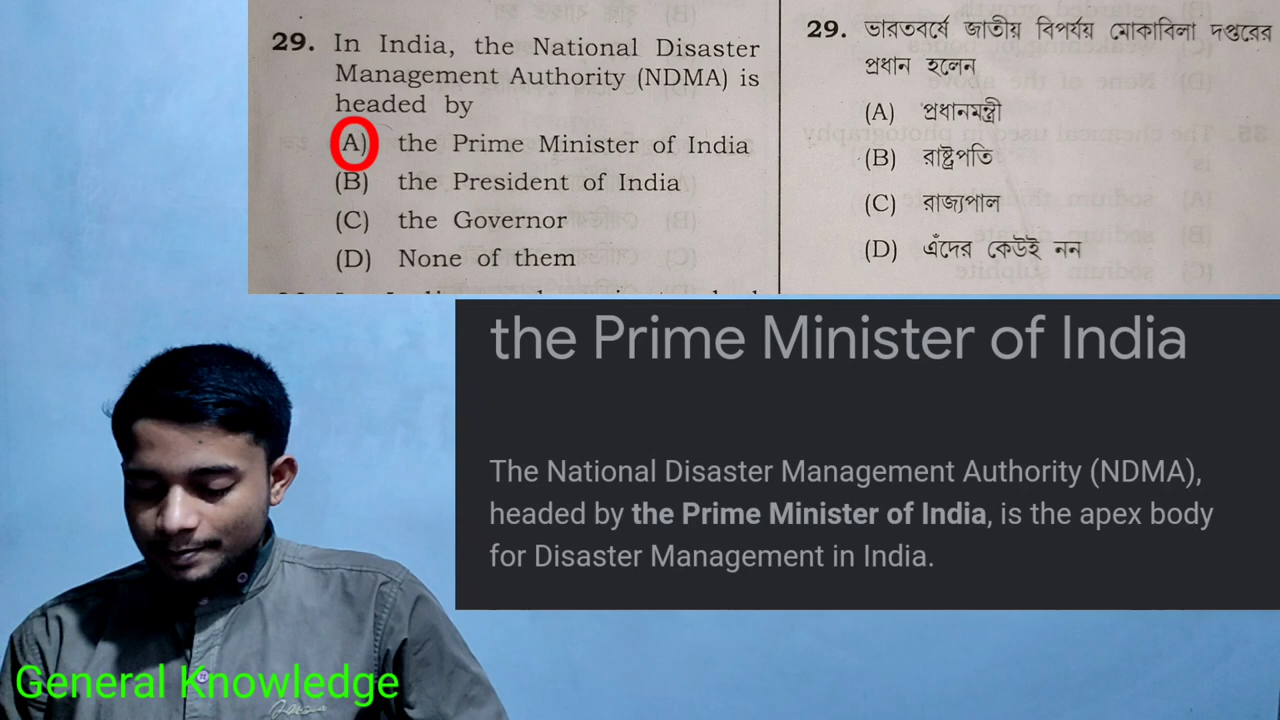 29. In India, the National Disaster
Management Authority (NDMA) is
headed by
(A) the Prime Minister of India
(B) the President of India
(C) the Governor
(D) None of them
29. ভারতবর্ষে জাতীয় বিপর্যয় মোকাবিলা দপ্তরের
প্রধান হলেন
(A) প্রধানমন্ত্রী
(B) রাষ্ট্রপতি
(C) রাজ্যপাল
(D) এঁদের কেউই নন
the Prime Minister of India
The National Disaster Management Authority (NDMA),
headed by the Prime Minister of India, is the apex body
for Disaster Management in India.
General Knowledge